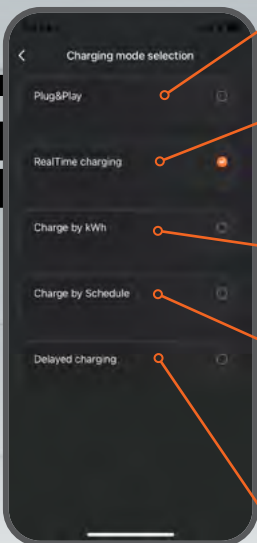 Charging mode selection
Plug&Play
RealTime charging
Charge by kWh
Charge by Schedule
Delayed charging